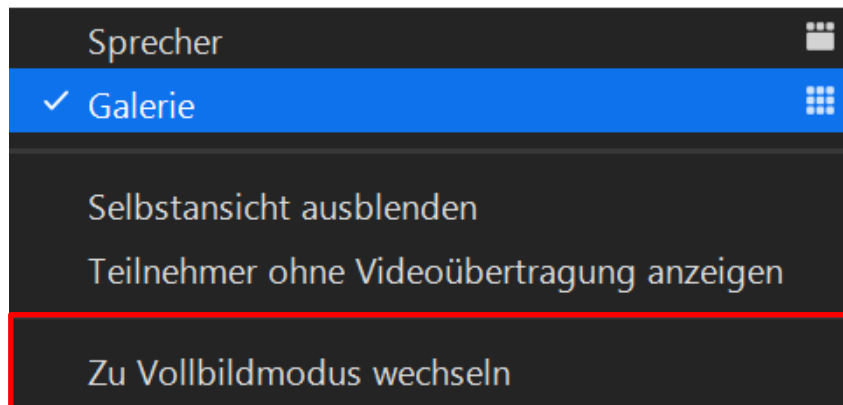 Sprecher
Galerie
Selbstansicht ausblenden
Teilnehmer ohne Videoübertragung anzeigen
Zu Vollbildmodus wechseln